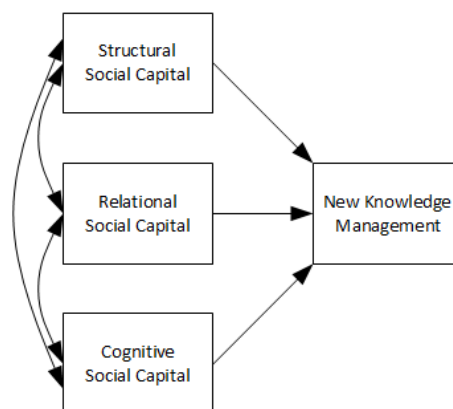 Structural
Social Capital
Relational
Social Capital
New Knowledge
Management
Cognitive
Social Capital